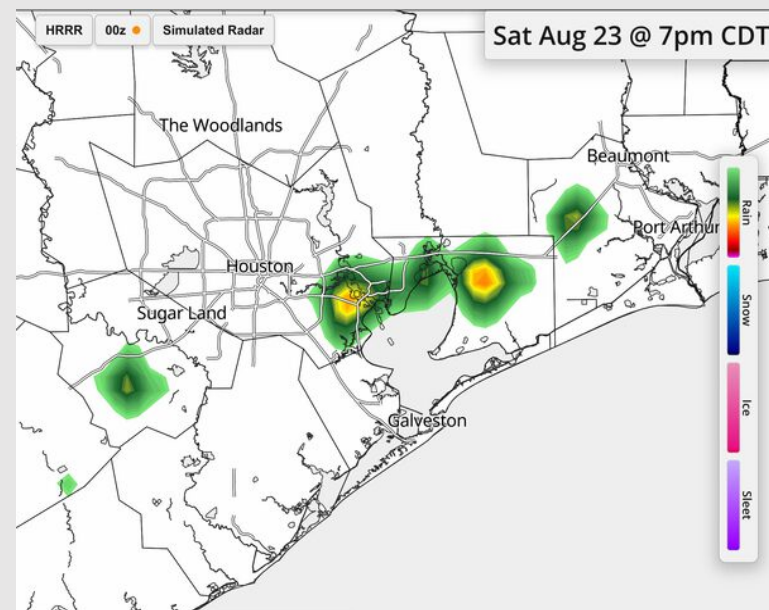 HRRR 00z Simulated Radar
Sat Aug 23 @ 7pm CDT
The Woodlands
Beaumont
Port Arthur
Houston
Sugar Land
Galveston
Rain
Snow
Ice
Sleet